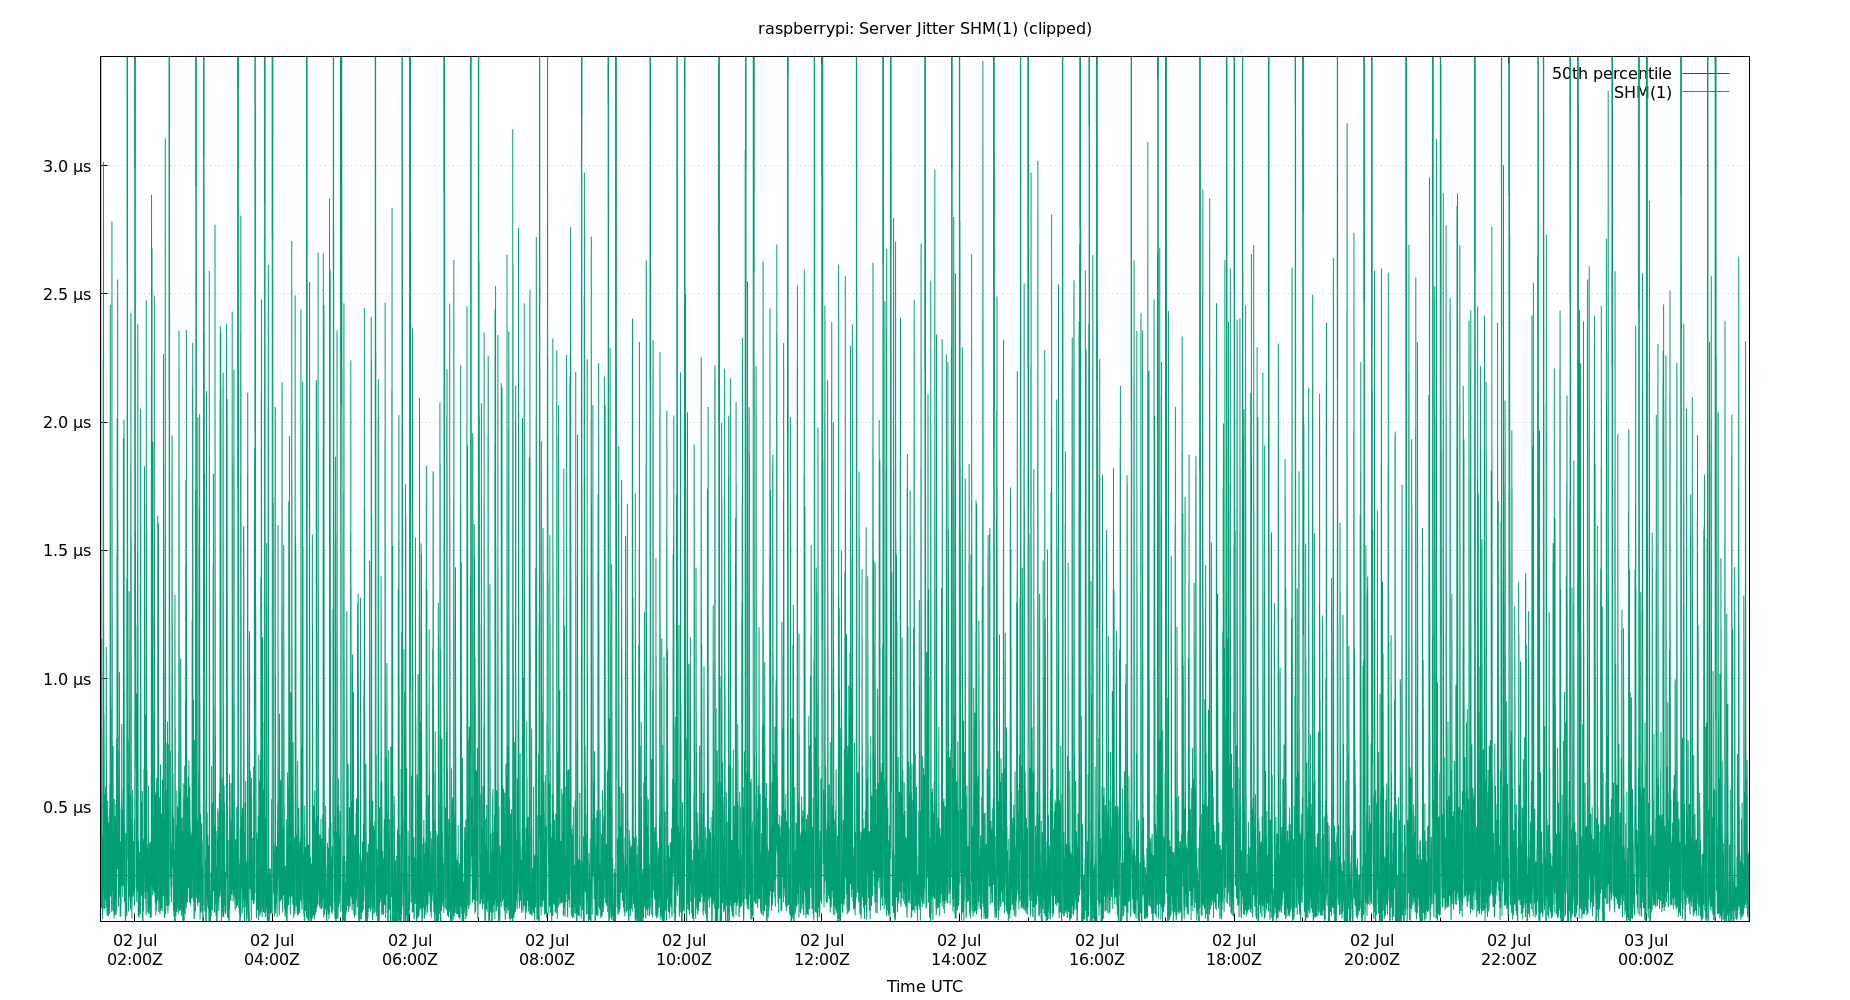 raspberrypi: Server Jitter SHM(1) (clipped)
50th percentile
SHM(1)
3.0 µs
2.5 µs
2.0 µs
1.5 µs
1.0 µs
0.5 µs
02 Jul 02 Jul 02 Jul 02 Jul 02 Jul 02 Jul 02 Jul 02 Jul 02 Jul 02 Jul 02 Jul 03 Jul
02:00Z 04:00Z 06:00Z 08:00Z 10:00Z 12:00Z 14:00Z 16:00Z 18:00Z 20:00Z 22:00Z 00:00Z
Time UTC